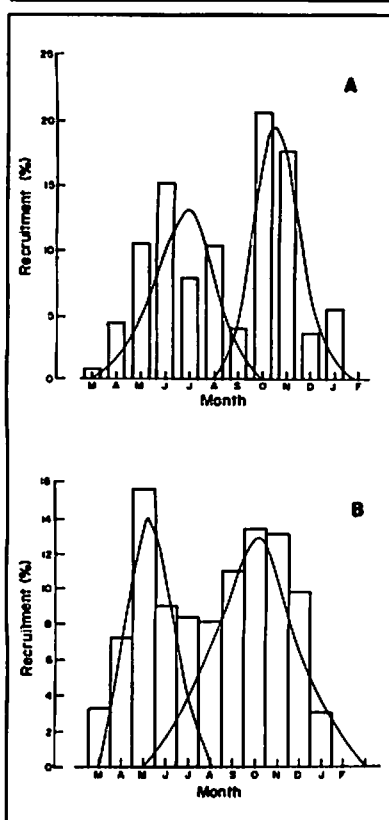 A
25
20
15
10
5
0
Recruitment (%)
M A M J J A S O N D J F
Month
B
16
14
12
10
8
6
4
2
0
Recruitment (%)
M A M J J A S O N D J F
Month